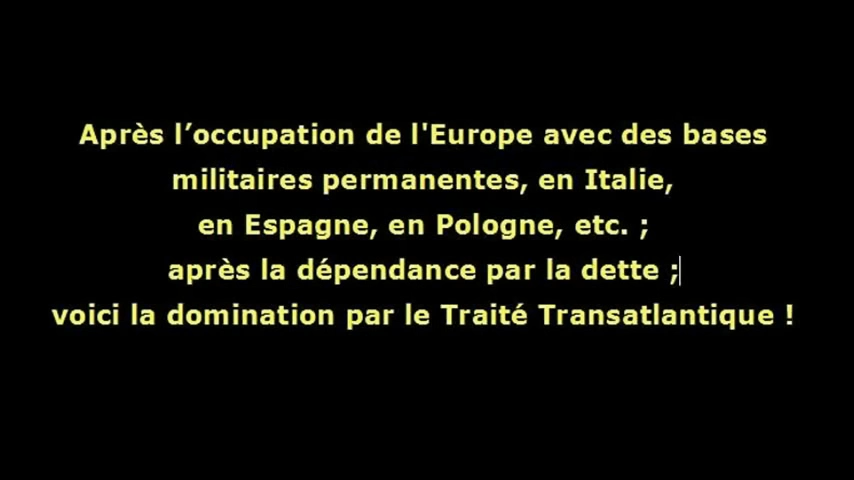 Après l’occupation de l'Europe avec des bases
militaires permanentes, en Italie,
en Espagne, en Pologne, etc. ;
après la dépendance par la dette ;
voici la domination par le Traité Transatlantique !